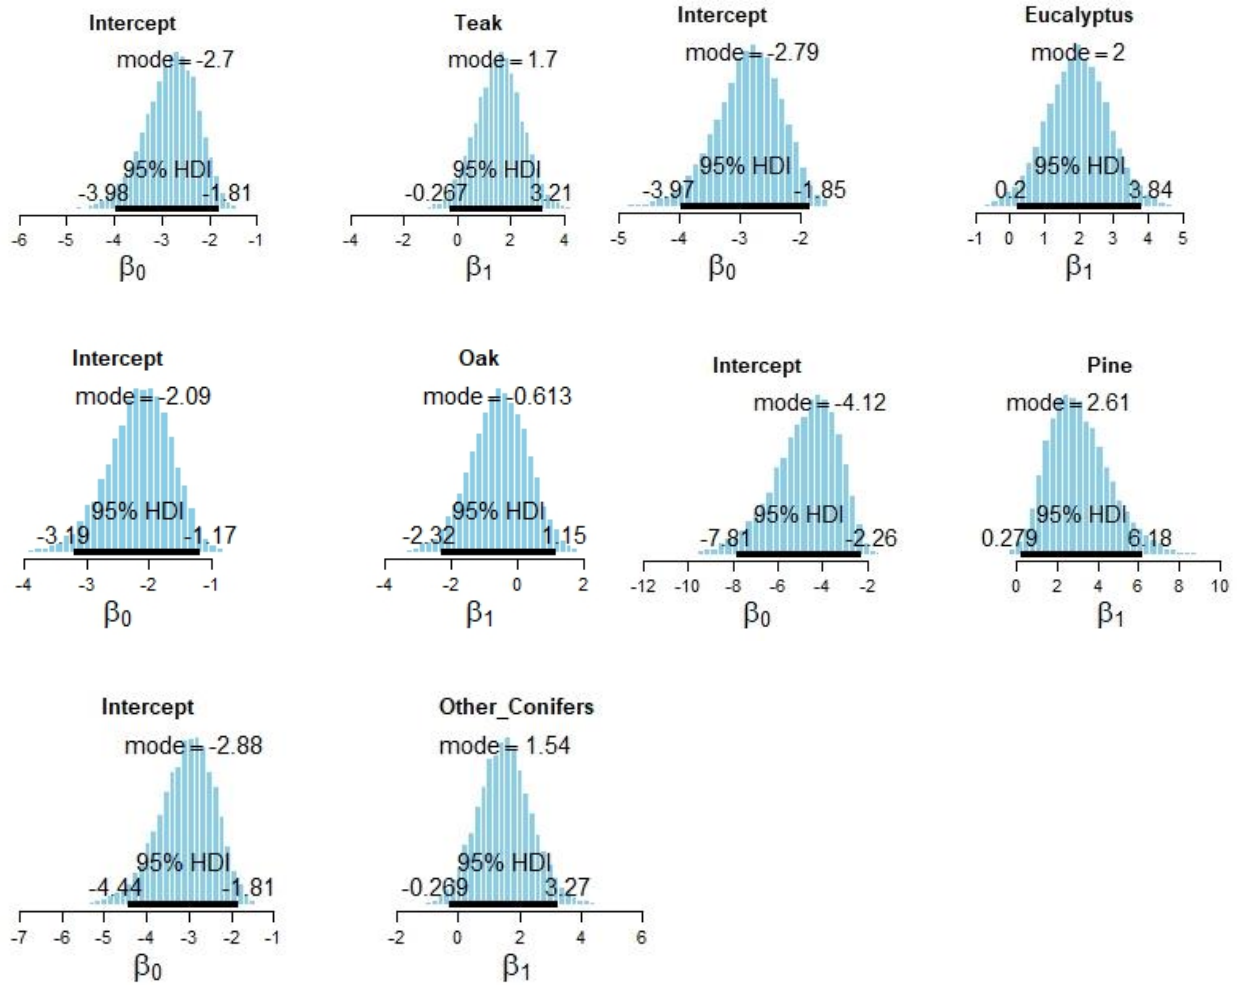 Intercept
mode = -2.7
95% HDI
-3.98 -1.81
-6 -5 -4 -3 -2 -1
β0
Teak
mode = 1.7
95% HDI
-0.267 3.21
-4 -2 0 2 4
β1
Intercept
mode = -2.79
95% HDI
-3.97 -1.85
-5 -4 -3 -2
β0
Eucalyptus
mode = 2
95% HDI
0.2 3.84
-1 0 1 2 3 4 5
β1
Intercept
mode = -2.09
95% HDI
-3.19 -1.17
-4 -3 -2 -1
β0
Oak
mode = -0.613
95% HDI
-2.32 1.15
-4 -2 0 2
β1
Intercept
mode = -4.12
95% HDI
-7.81 -2.26
-12 -10 -8 -6 -4 -2
β0
Pine
mode = 2.61
95% HDI
0.279 6.18
0 2 4 6 8 10
β1
Intercept
mode = -2.88
95% HDI
-4.44 -1.81
-7 -6 -5 -4 -3 -2 -1
β0
Other_Conifers
mode = 1.54
95% HDI
-0.269 3.27
-2 0 2 4 6
β1